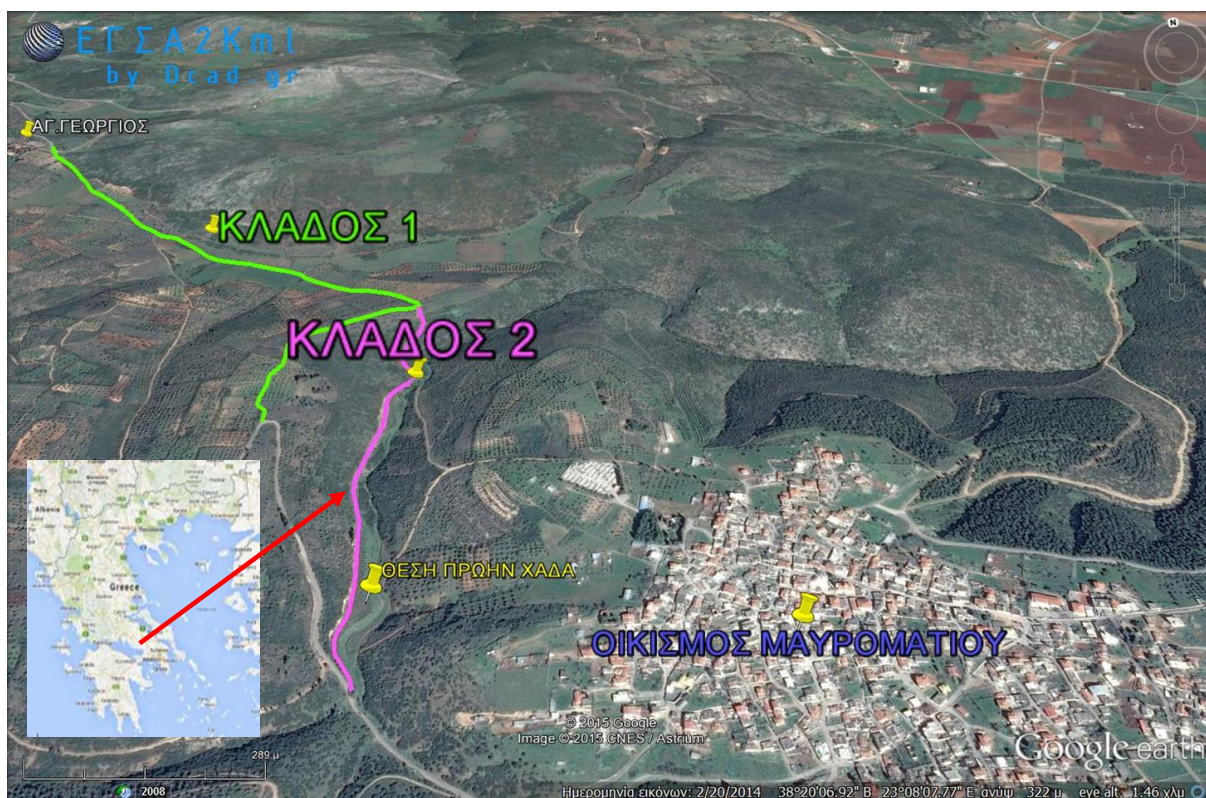 ΕΓΣΑ2Kml
by Dcad.gr
N
ΑΓ.ΓΕΩΡΓΙΟΣ
ΚΛΑΔΟΣ 1
ΚΛΑΔΟΣ 2
Albania
Greece
ΘΕΣΗ ΠΡΩΗΝ ΧΑΔΑ
ΟΙΚΙΣΜΟΣ ΜΑΥΡΟΜΑΤΙΟΥ
© 2015 Google
Image © 2015 CNES / Astrium
Google earth
289 μ
2008
Ημερομηνία εικόνων: 2/20/2014 38°20'06.92" Β 23°08'07.77" Ε ανύψ 322 μ eye alt 1.46 χλμ